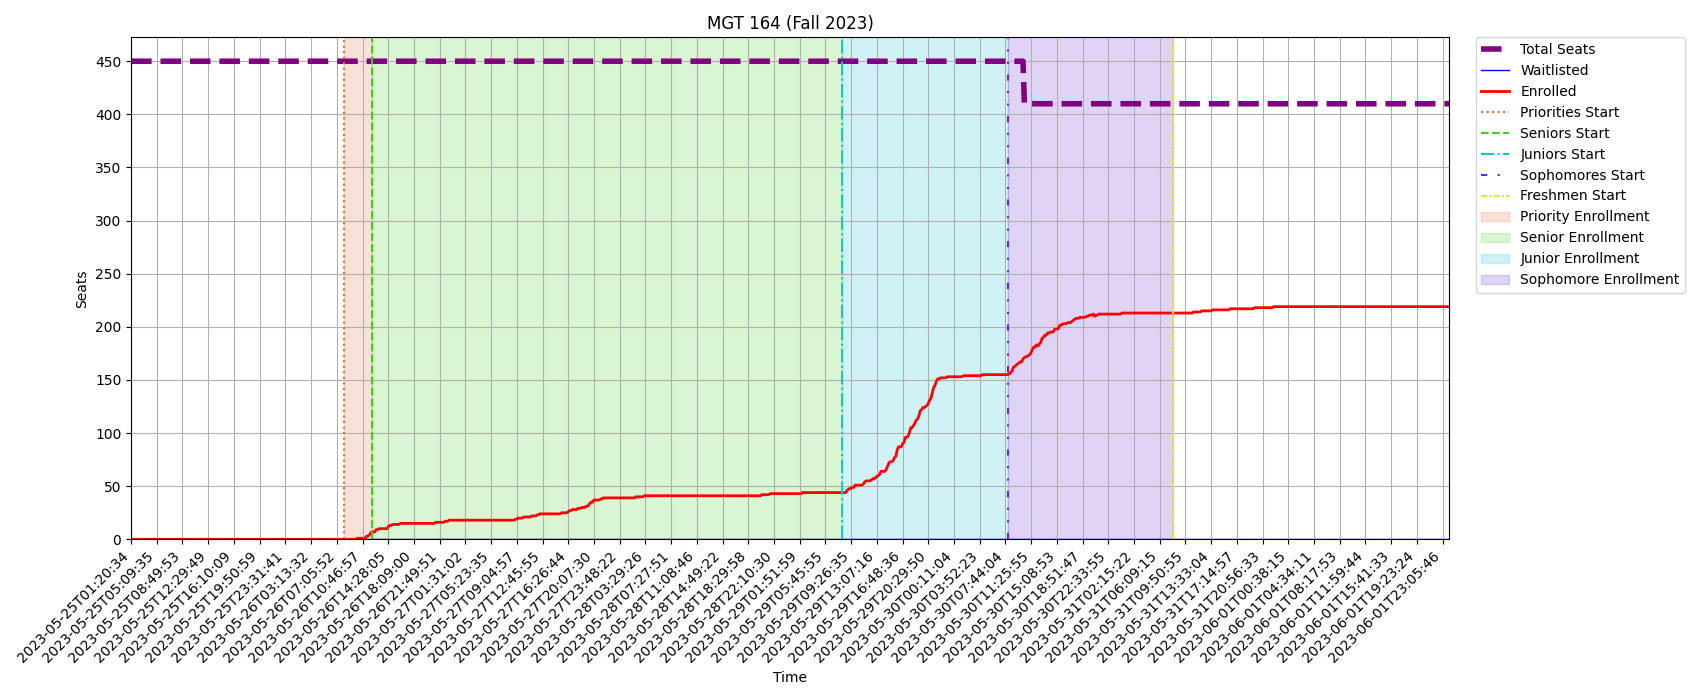 MGT 164 (Fall 2023)
Total Seats
Waitlisted
Enrolled
Priorities Start
Seniors Start
Juniors Start
Sophomores Start
Freshmen Start
Priority Enrollment
Senior Enrollment
Junior Enrollment
Sophomore Enrollment
Seats
450
400
350
300
250
200
150
100
50
0
2023-05-25T01:20:34
2023-05-25T05:09:35
2023-05-25T08:49:53
2023-05-25T12:29:49
2023-05-25T16:10:09
2023-05-25T19:50:59
2023-05-25T23:31:41
2023-05-26T03:13:32
2023-05-26T07:05:52
2023-05-26T10:46:57
2023-05-26T14:28:05
2023-05-26T18:09:00
2023-05-26T21:49:51
2023-05-27T01:31:02
2023-05-27T05:23:35
2023-05-27T09:04:57
2023-05-27T12:45:55
2023-05-27T16:26:44
2023-05-27T20:07:30
2023-05-27T23:48:22
2023-05-28T03:29:26
2023-05-28T07:27:51
2023-05-28T11:08:46
2023-05-28T14:49:22
2023-05-28T18:29:58
2023-05-28T22:10:30
2023-05-29T01:51:59
2023-05-29T05:45:55
2023-05-29T09:26:35
2023-05-29T13:07:16
2023-05-29T16:48:36
2023-05-29T20:29:50
2023-05-30T00:11:04
2023-05-30T03:52:23
2023-05-30T07:44:04
2023-05-30T11:25:55
2023-05-30T15:08:53
2023-05-30T18:51:47
2023-05-30T22:33:55
2023-05-31T02:15:22
2023-05-31T06:09:15
2023-05-31T09:50:55
2023-05-31T13:33:04
2023-05-31T17:14:57
2023-05-31T20:56:33
2023-06-01T00:38:15
2023-06-01T04:34:11
2023-06-01T08:17:53
2023-06-01T11:59:44
2023-06-01T15:41:33
2023-06-01T19:23:24
2023-06-01T23:05:46
Time